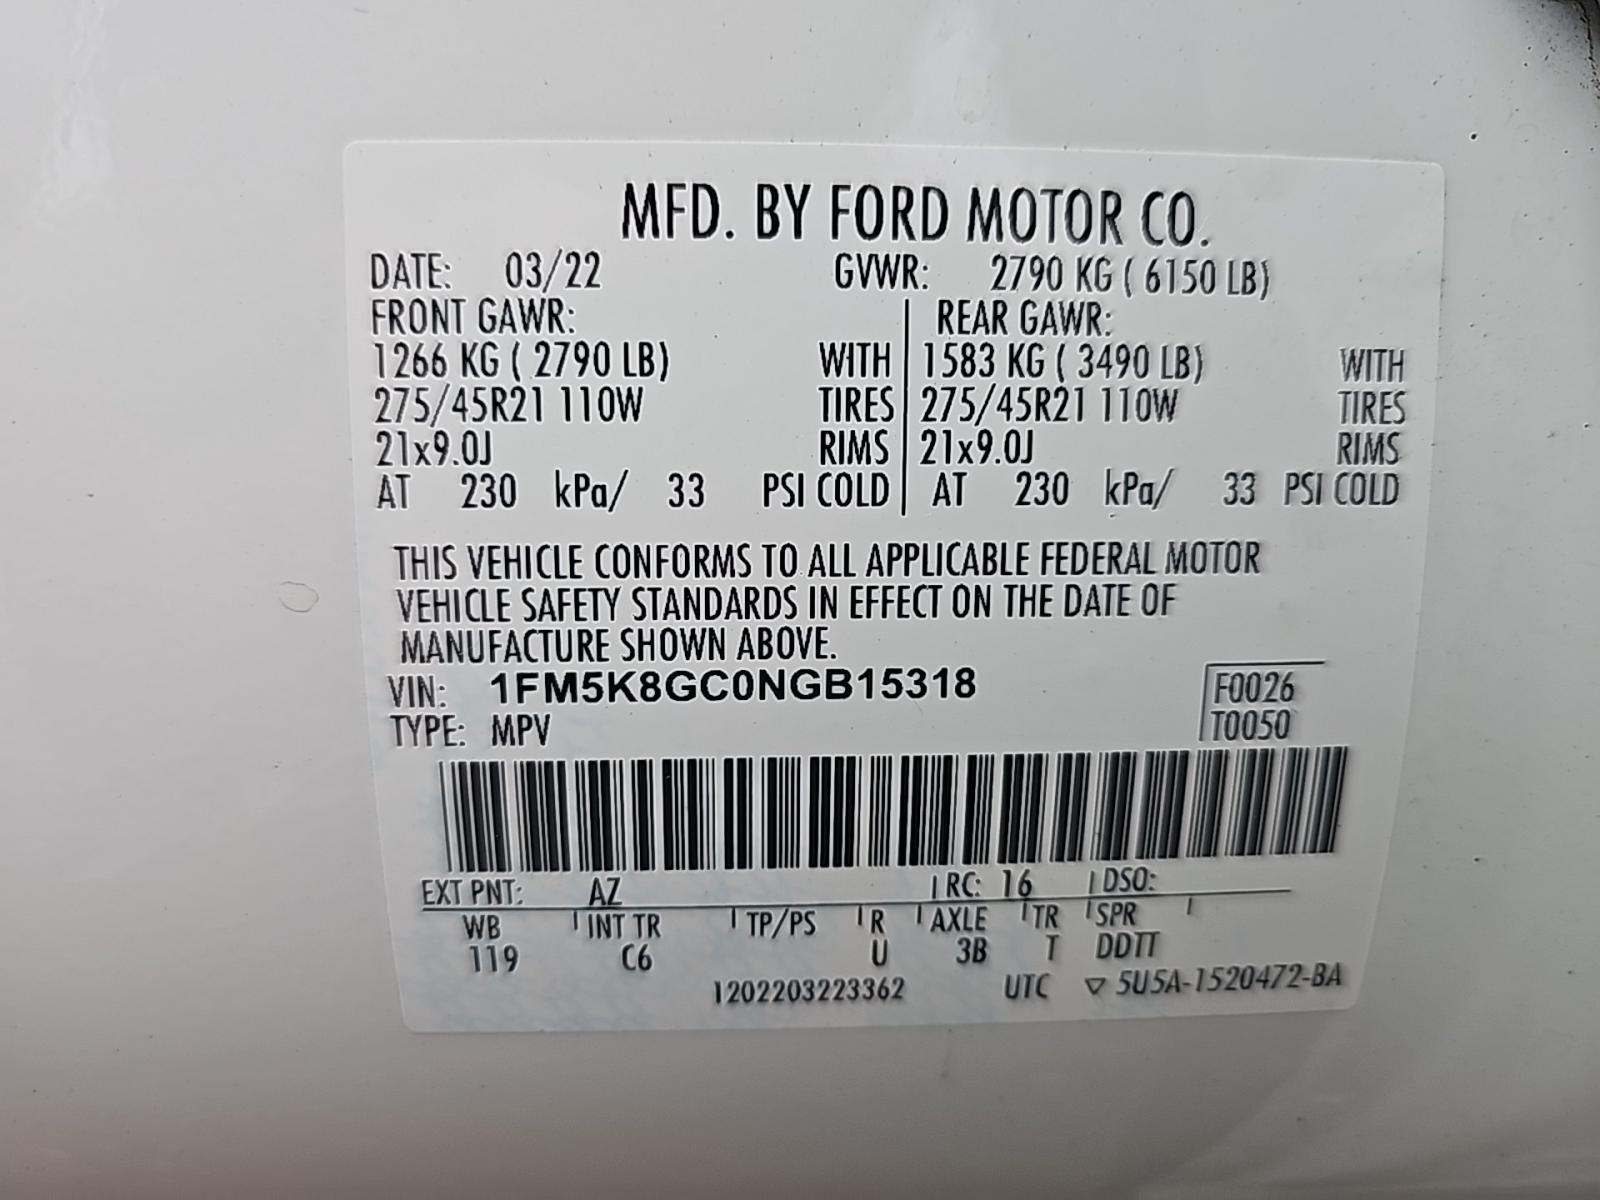 MFD. BY FORD MOTOR CO.
DATE: 03/22 GVWR: 2790 KG ( 6150 LB)
FRONT GAWR: REAR GAWR:
1266 KG ( 2790 LB) WITH 1583 KG ( 3490 LB) WITH
275/45R21 110W TIRES 275/45R21 110W TIRES
21x9.0J RIMS 21x9.0J RIMS
AT 230 kPa/ 33 PSI COLD AT 230 kPa/ 33 PSI COLD
THIS VEHICLE CONFORMS TO ALL APPLICABLE FEDERAL MOTOR
VEHICLE SAFETY STANDARDS IN EFFECT ON THE DATE OF
MANUFACTURE SHOWN ABOVE.
VIN: 1FM5K8GC0NGB15318 F0026
TYPE: MPV T0050
EXT PNT: AZ RC: 16 DSO:
WB INT TR TP/PS R AXLE TR SPR
119 C6 U 3B T DDTT
1202203223362 UTC ▽ 5U5A-1520472-BA